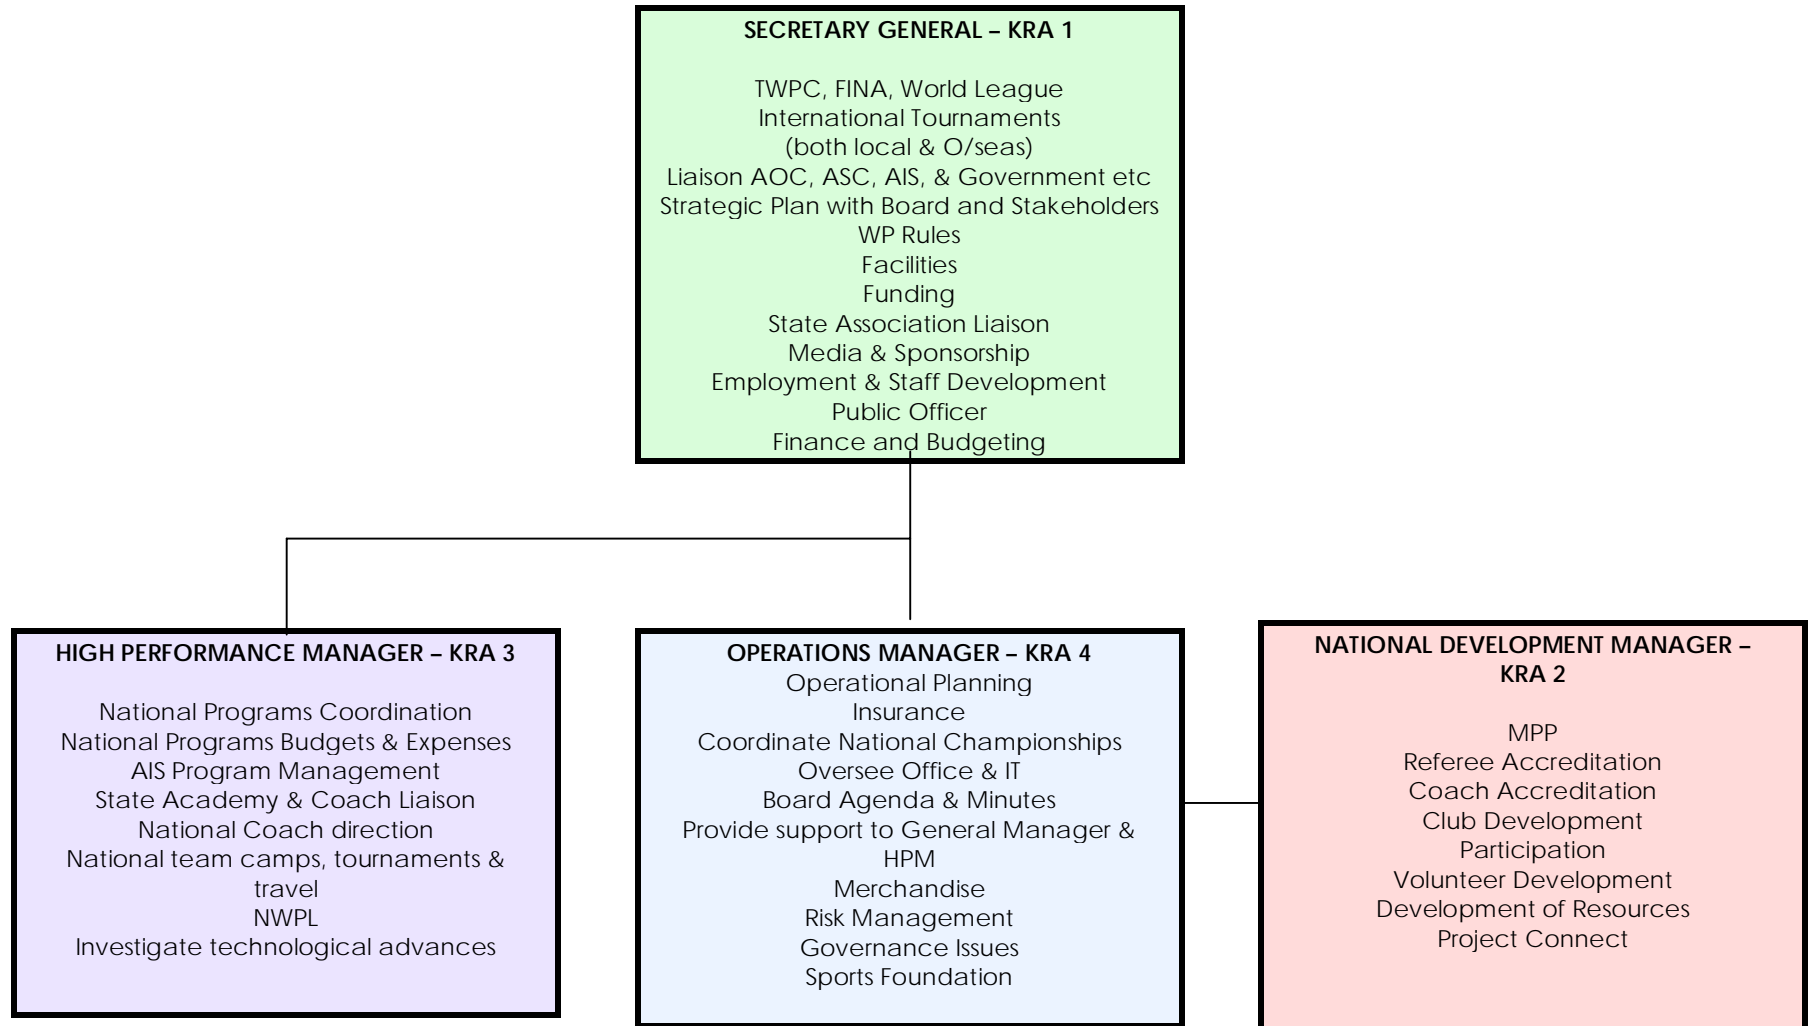 SECRETARY GENERAL – KRA 1
TWPC, FINA, World League
International Tournaments
(both local & O/seas)
Liaison AOC, ASC, AIS, & Government etc
Strategic Plan with Board and Stakeholders
WP Rules
Facilities
Funding
State Association Liaison
Media & Sponsorship
Employment & Staff Development
Public Officer
Finance and Budgeting
HIGH PERFORMANCE MANAGER – KRA 3
National Programs Coordination
National Programs Budgets & Expenses
AIS Program Management
State Academy & Coach Liaison
National Coach direction
National team camps, tournaments &
travel
NWPL
Investigate technological advances
OPERATIONS MANAGER – KRA 4
Operational Planning
Insurance
Coordinate National Championships
Oversee Office & IT
Board Agenda & Minutes
Provide support to General Manager &
HPM
Merchandise
Risk Management
Governance Issues
Sports Foundation
NATIONAL DEVELOPMENT MANAGER –
KRA 2
MPP
Referee Accreditation
Coach Accreditation
Club Development
Participation
Volunteer Development
Development of Resources
Project Connect